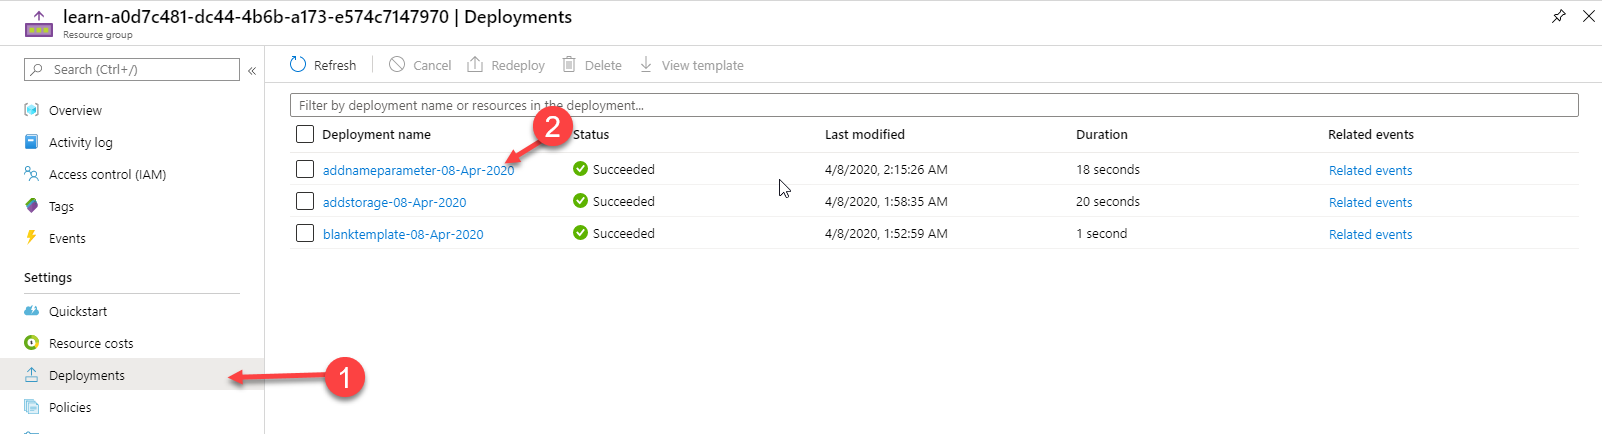 learn-a0d7c481-dc44-4b6b-a173-e574c7147970 | Deployments
Resource group
Search (Ctrl+/)
«
Refresh
Cancel
Redeploy
Delete
View template
Overview
Activity log
Access control (IAM)
Tags
Events
Settings
Quickstart
Resource costs
Deployments
Policies
1
Filter by deployment name or resources in the deployment...
2
Deployment name Status Last modified Duration Related events
addnameparameter-08-Apr-2020 Succeeded 4/8/2020, 2:15:26 AM 18 seconds Related events
addstorage-08-Apr-2020 Succeeded 4/8/2020, 1:58:35 AM 20 seconds Related events
blanktemplate-08-Apr-2020 Succeeded 4/8/2020, 1:52:59 AM 1 second Related events